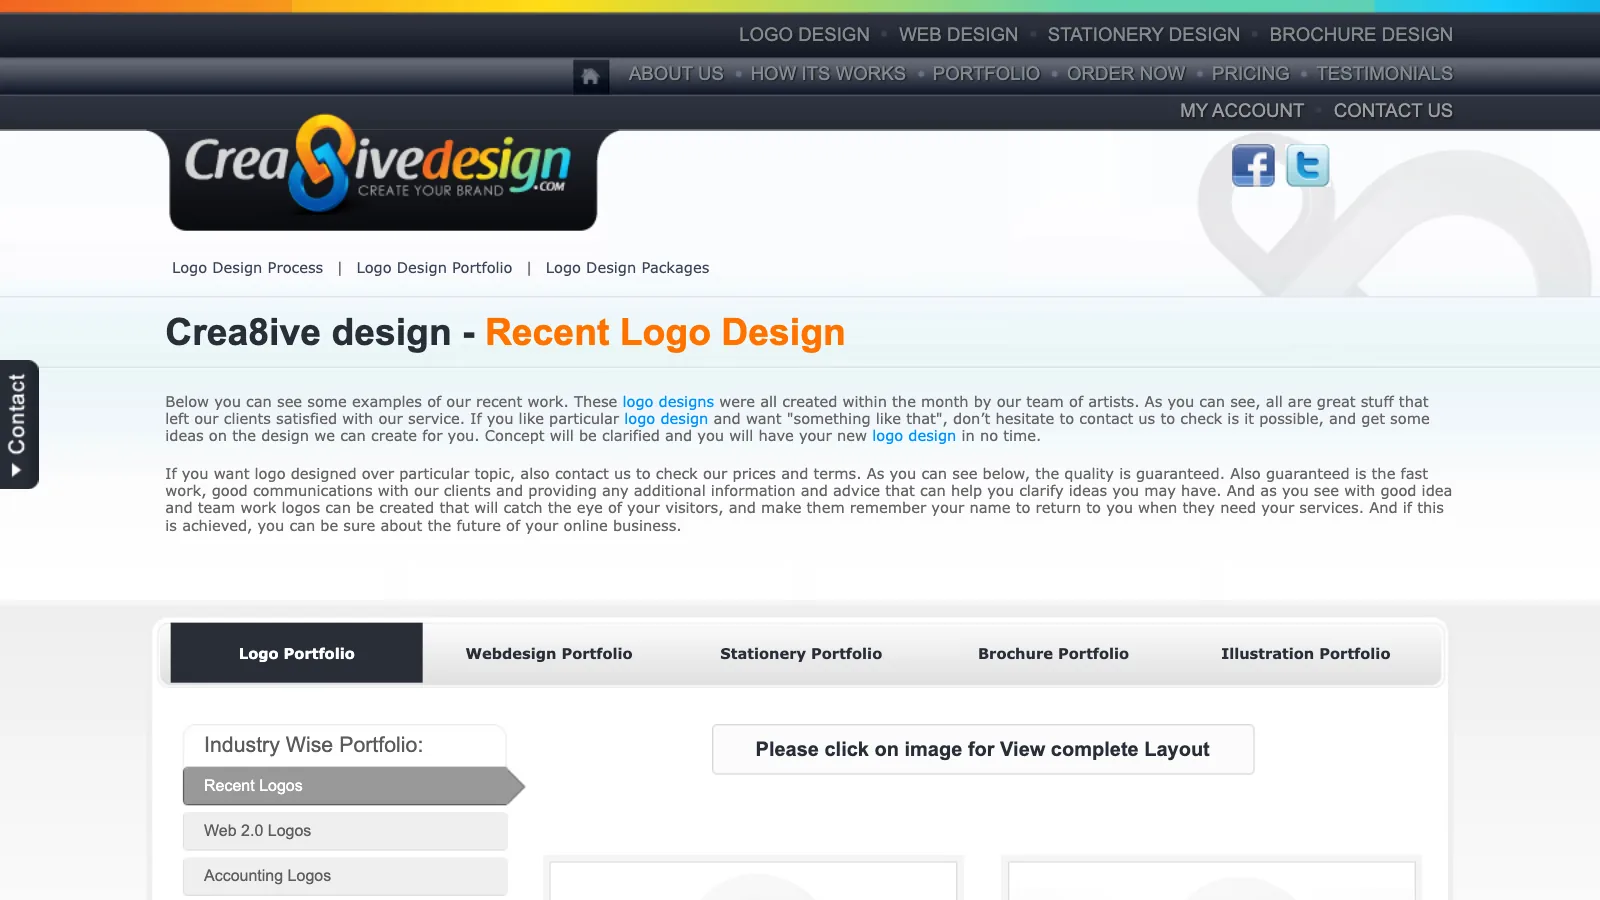 LOGO DESIGN • WEB DESIGN • STATIONERY DESIGN • BROCHURE DESIGN
ABOUT US • HOW ITS WORKS • PORTFOLIO • ORDER NOW • PRICING • TESTIMONIALS
MY ACCOUNT • CONTACT US
Crea8ivedesign.COM
CREATE YOUR BRAND
Logo Design Process | Logo Design Portfolio | Logo Design Packages
Crea8ive design - Recent Logo Design
Contact
Below you can see some examples of our recent work. These logo designs were all created within the month by our team of artists. As you can see, all are great stuff that
left our clients satisfied with our service. If you like particular logo design and want "something like that", don’t hesitate to contact us to check is it possible, and get some
ideas on the design we can create for you. Concept will be clarified and you will have your new logo design in no time.
If you want logo designed over particular topic, also contact us to check our prices and terms. As you can see below, the quality is guaranteed. Also guaranteed is the fast
work, good communications with our clients and providing any additional information and advice that can help you clarify ideas you may have. And as you see with good idea
and team work logos can be created that will catch the eye of your visitors, and make them remember your name to return to you when they need your services. And if this
is achieved, you can be sure about the future of your online business.
Logo Portfolio
Webdesign Portfolio
Stationery Portfolio
Brochure Portfolio
Illustration Portfolio
Industry Wise Portfolio:
Recent Logos
Web 2.0 Logos
Accounting Logos
Please click on image for View complete Layout